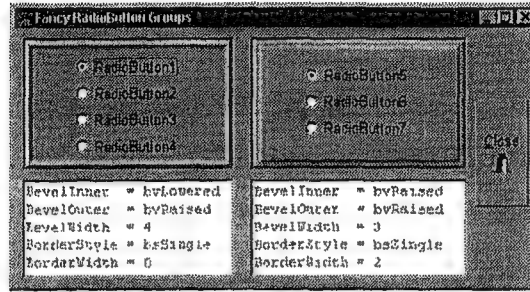 Fancy RadioButton Groups
RadioButton1
RadioButton2
RadioButton3
RadioButton4
RadioButton5
RadioButton6
RadioButton7
Close
BevelInner = bvLowered
BevelOuter = bvRaised
BevelWidth = 4
BorderStyle = bsSingle
BorderWidth = 0
BevelInner = bvRaised
BevelOuter = bvRaised
BevelWidth = 3
BorderStyle = bsSingle
BorderWidth = 2